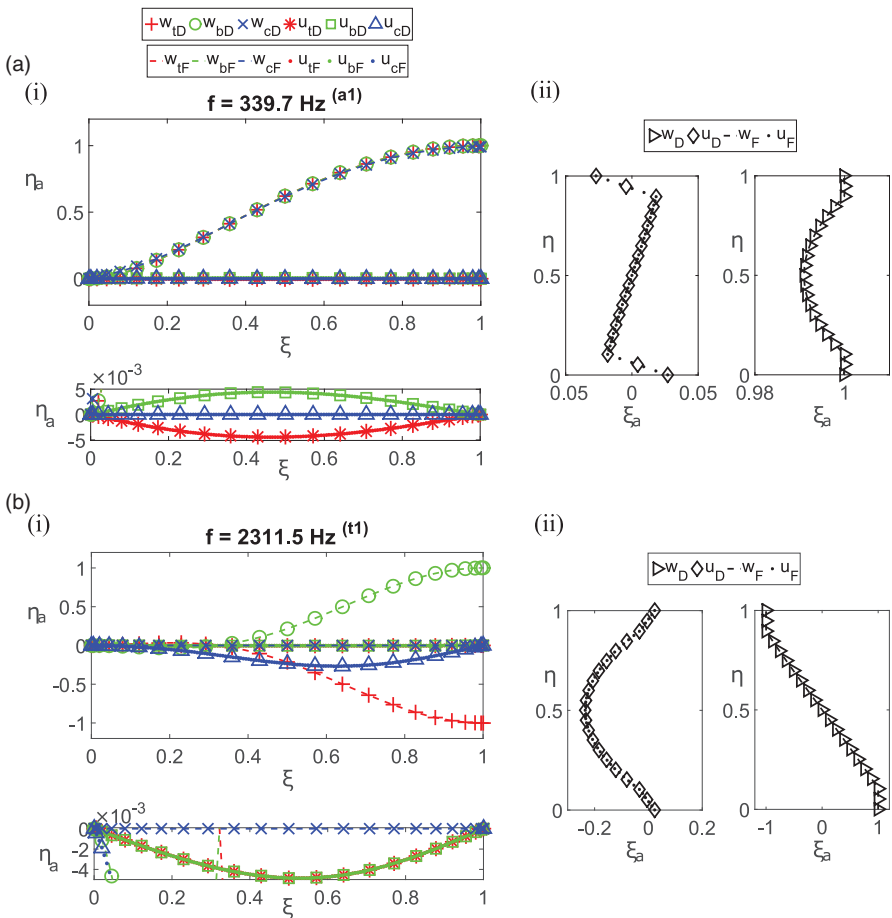 w_tD w_bD w_cD u_tD u_bD u_cD
w_tF w_bF w_cF u_tF u_bF u_cF
(a)
(i)
f = 339.7 Hz (a1)
1
η_a 0.5
0
0 0.2 0.4 0.6 0.8 1
ξ
× 10^-3
5
η_a 0
-5
0 0.2 0.4 0.6 0.8 1
ξ
(ii)
w_D u_D w_F u_F
1
η 0.5
0
0.05 0 0.05
ξ_a
1
η 0.5
0
0.98 1
ξ_a
(b)
(i)
f = 2311.5 Hz (t1)
1
0.5
η_a 0
-0.5
-1
0 0.2 0.4 0.6 0.8 1
ξ
×10^-3
0
η_a -2
-4
0 0.2 0.4 0.6 0.8 1
ξ
(ii)
w_D u_D w_F u_F
1
η
0.5
0
-0.2 0 0.2
ξ_a
1
η
0.5
0
-1 0 1
ξ_a